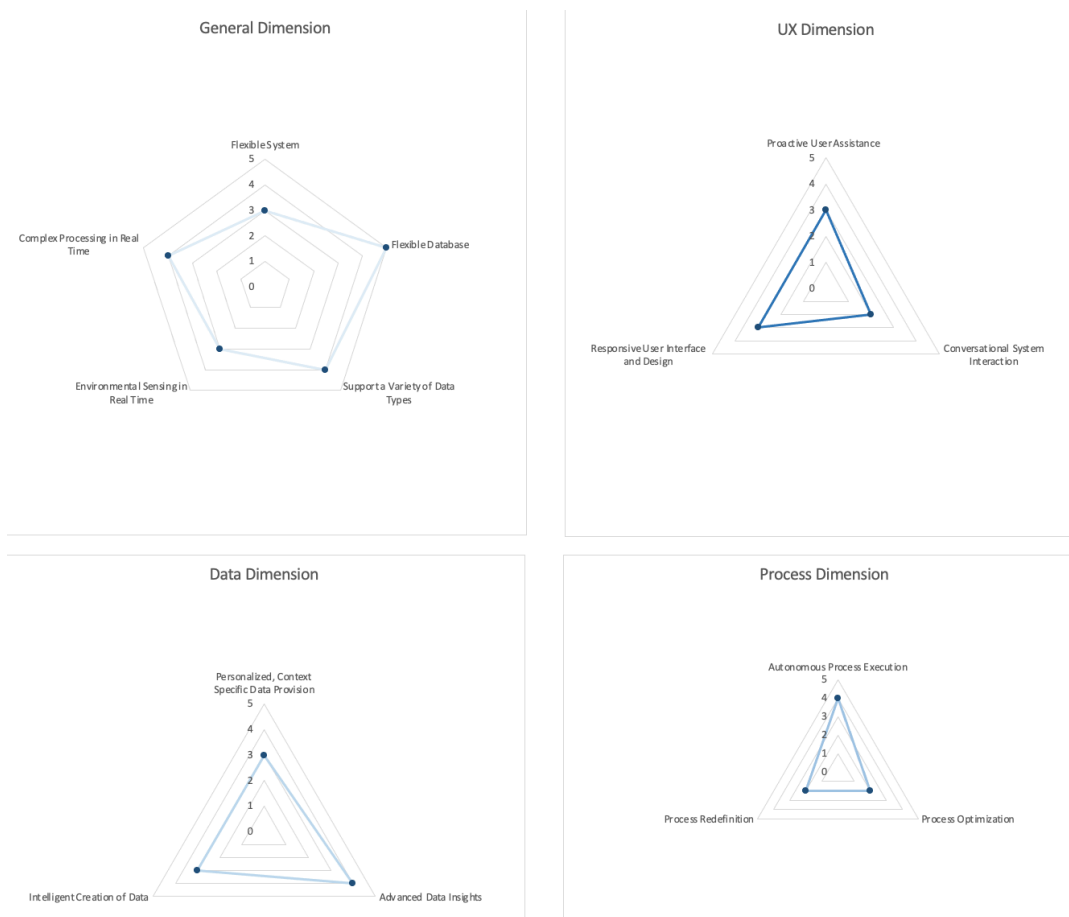 General Dimension
Flexible System
5
4
3
2
1
0
Flexible Database
Complex Processing in Real
Time
Environmental Sensing in
Real Time
Support a Variety of Data
Types
UX Dimension
Proactive User Assistance
5
4
3
2
1
0
Responsive User Interface
and Design
Conversational System
Interaction
Data Dimension
Personalized, Context
Specific Data Provision
5
4
3
2
1
0
Intelligent Creation of Data
Advanced Data Insights
Process Dimension
Autonomous Process Execution
5
4
3
2
1
0
Process Redefinition
Process Optimization